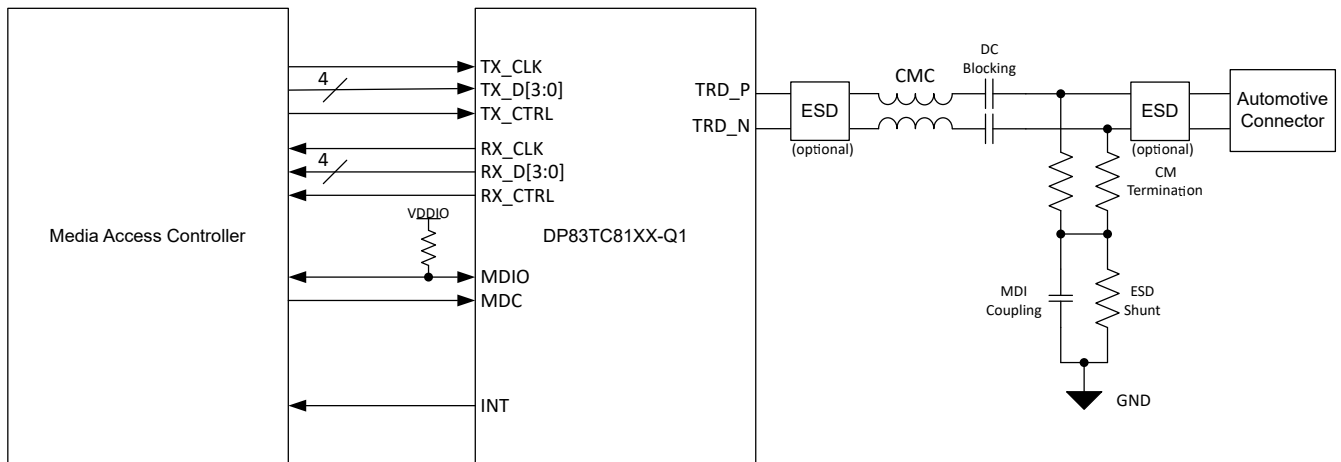 Media Access Controller
4
4
VDDIO
TX_CLK
TX_D[3:0]
TX_CTRL
RX_CLK
RX_D[3:0]
RX_CTRL
MDIO
MDC
INT
DP83TC81XX-Q1
TRD_P
TRD_N
ESD
(optional)
CMC
DC
Blocking
ESD
(optional)
Automotive
Connector
CM
Termination
MDI
Coupling
ESD
Shunt
GND